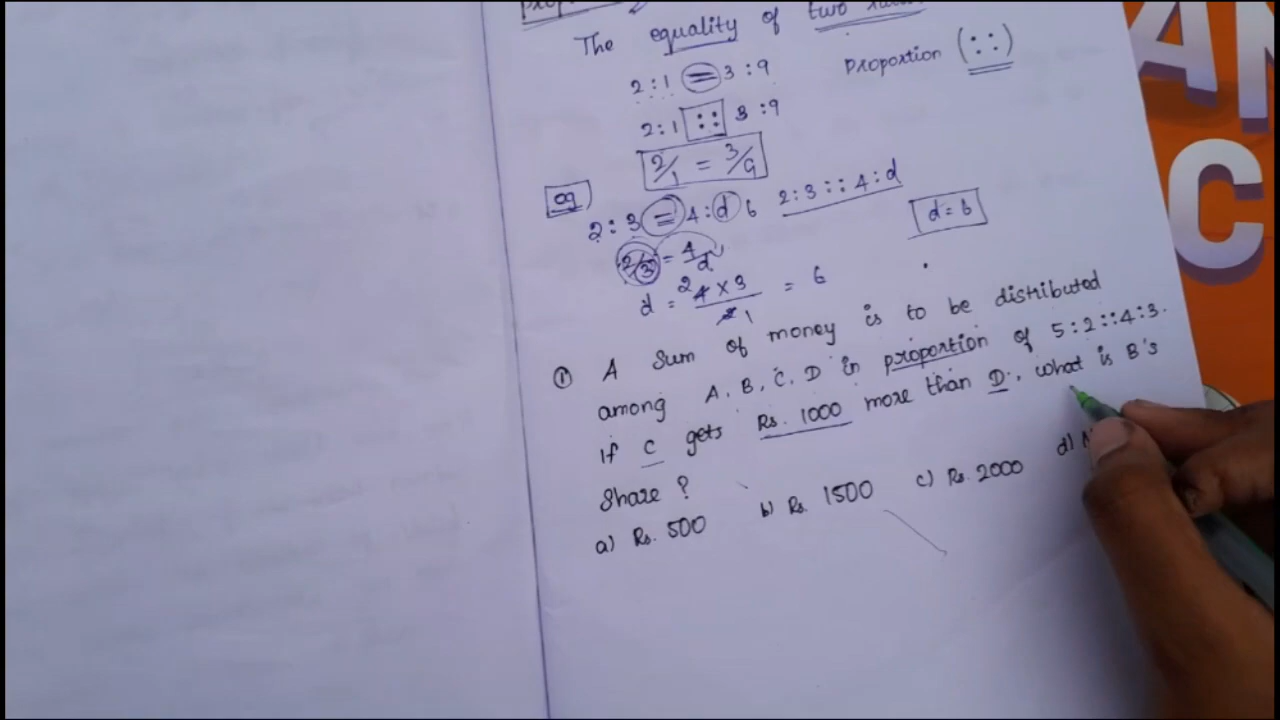 The equality of two
2:1 = 3:9 Proportion (::)
2:1 :: 3:9
2/1 = 3/9
eg
2:3 = 4:d 6 2:3 :: 4:d
d=6
2/3 = 4/d
d = 2 4 x 3 / 2 1 = 6
① A Sum of money is to be distributed
among A, B, C, D in proportion of 5:2::4:3.
if C gets Rs. 1000 more than D, what is B's
Share ?
a) Rs. 500 b) Rs. 1500 c) Rs. 2000 d)
AN
C